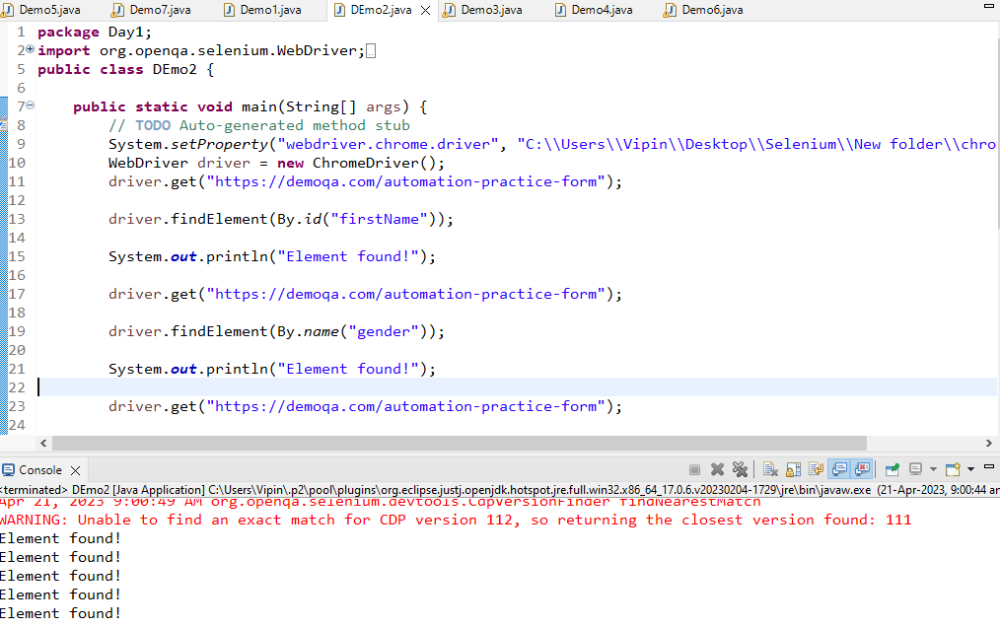 Demo5.java Demo7.java Demo1.java DEmo2.java Demo3.java Demo4.java Demo6.java
1 package Day1;
2 import org.openqa.selenium.WebDriver;
5 public class DEmo2 {
6
7 public static void main(String[] args) {
8 // TODO Auto-generated method stub
9 System.setProperty("webdriver.chrome.driver", "C:\\Users\\Vipin\\Desktop\\Selenium\\New folder\\chro
10 WebDriver driver = new ChromeDriver();
11 driver.get("https://demoqa.com/automation-practice-form");
12
13 driver.findElement(By.id("firstName"));
14
15 System.out.println("Element found!");
16
17 driver.get("https://demoqa.com/automation-practice-form");
18
19 driver.findElement(By.name("gender"));
20
21 System.out.println("Element found!");
22
23 driver.get("https://demoqa.com/automation-practice-form");
24
Console
<terminated> DEmo2 [Java Application] C:\Users\Vipin\.p2\pool\plugins\org.eclipse.justj.openjdk.hotspot.jre.full.win32.x86_64_17.0.6.v20230204-1729\jre\bin\javaw.exe (21-Apr-2023, 9:00:44 am
Apr 21, 2023 9:00:49 AM org.openqa.selenium.devtools.CdpVersionFinder findNearestMatch
WARNING: Unable to find an exact match for CDP version 112, so returning the closest version found: 111
Element found!
Element found!
Element found!
Element found!
Element found!